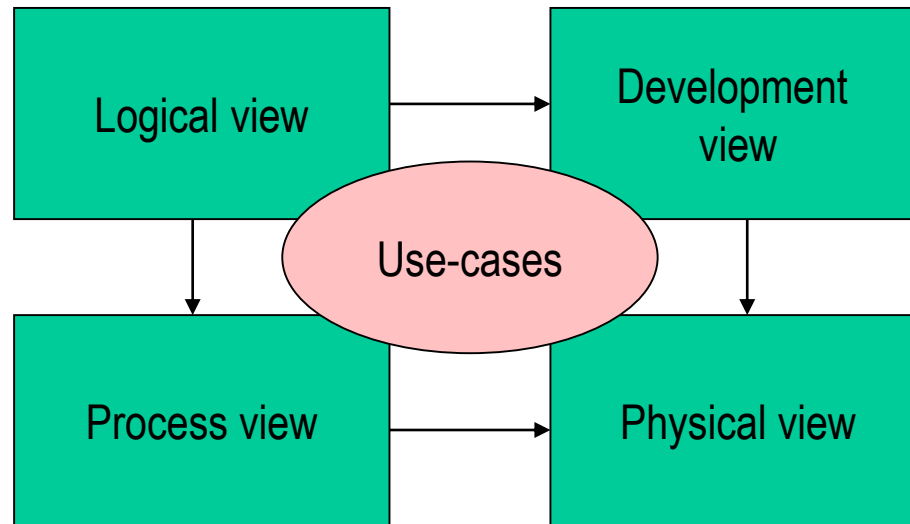 Logical view
Development
view
Use-cases
Process view
Physical view